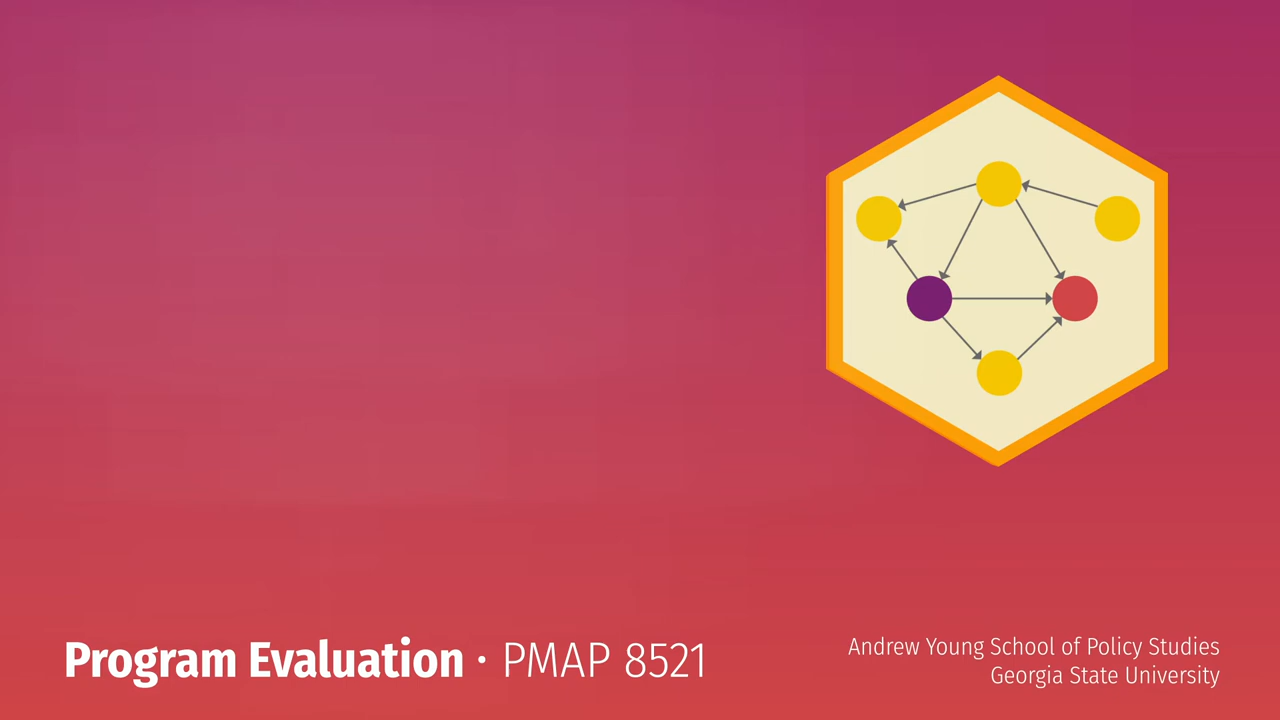 Program Evaluation · PMAP 8521
Andrew Young School of Policy Studies
Georgia State University